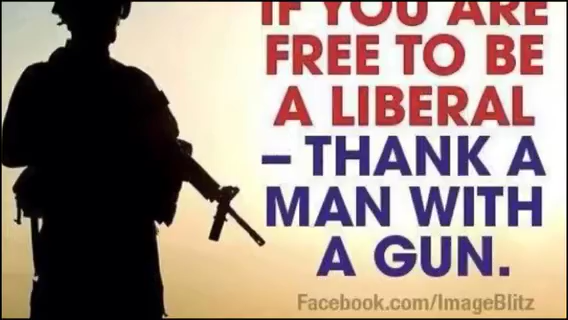 IF YOU ARE
FREE TO BE
A LIBERAL
– THANK A
MAN WITH
A GUN.
Facebook.com/ImageBlitz